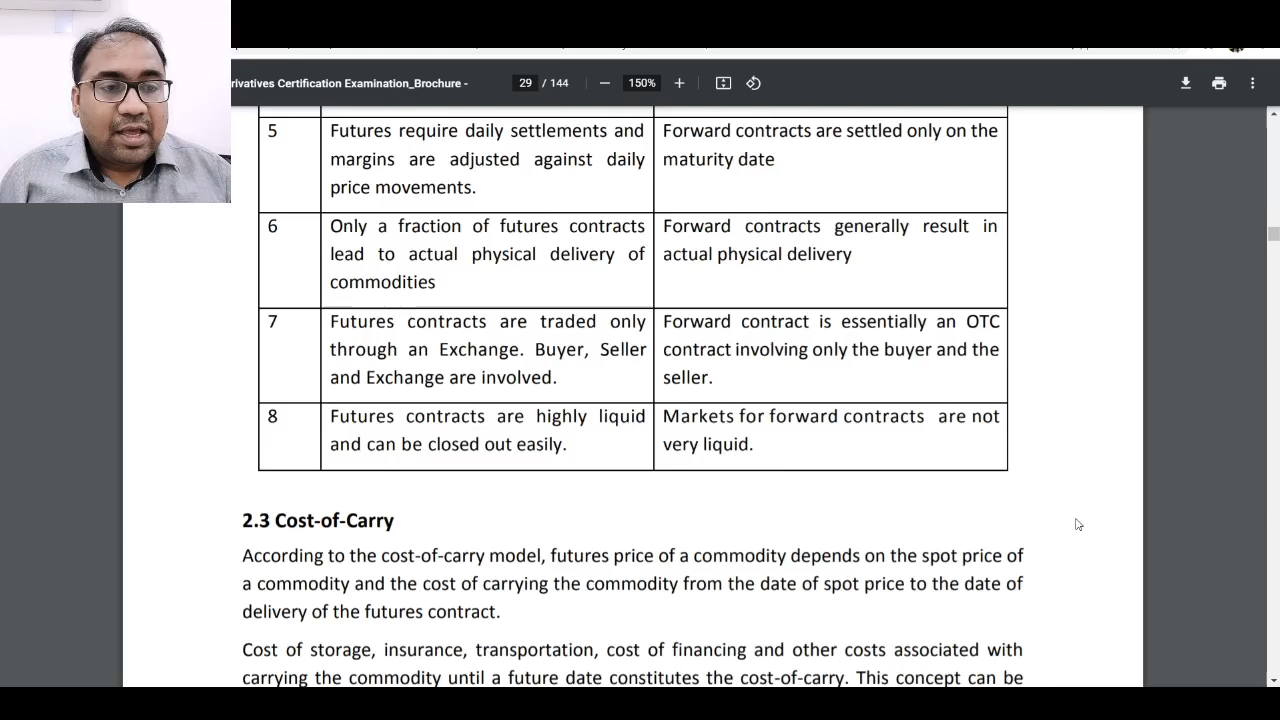 rivatives Certification Examination_Brochure -
29 / 144
150%
5
Futures require daily settlements and
margins are adjusted against daily
price movements.
Forward contracts are settled only on the
maturity date
6
Only a fraction of futures contracts
lead to actual physical delivery of
commodities
Forward contracts generally result in
actual physical delivery
7
Futures contracts are traded only
through an Exchange. Buyer, Seller
and Exchange are involved.
Forward contract is essentially an OTC
contract involving only the buyer and the
seller.
8
Futures contracts are highly liquid
and can be closed out easily.
Markets for forward contracts are not
very liquid.
2.3 Cost-of-Carry
According to the cost-of-carry model, futures price of a commodity depends on the spot price of
a commodity and the cost of carrying the commodity from the date of spot price to the date of
delivery of the futures contract.
Cost of storage, insurance, transportation, cost of financing and other costs associated with
carrying the commodity until a future date constitutes the cost-of-carry. This concept can be